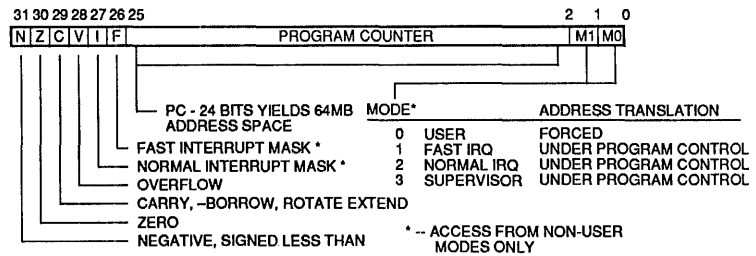 31 30 29 28 27 26 25 2 1 0
N Z C V I F PROGRAM COUNTER M1 M0
PC - 24 BITS YIELDS 64MB
ADDRESS SPACE
FAST INTERRUPT MASK *
NORMAL INTERRUPT MASK *
OVERFLOW
CARRY, ~BORROW, ROTATE EXTEND
ZERO
NEGATIVE, SIGNED LESS THAN
MODE* ADDRESS TRANSLATION
0 USER FORCED
1 FAST IRQ UNDER PROGRAM CONTROL
2 NORMAL IRQ UNDER PROGRAM CONTROL
3 SUPERVISOR UNDER PROGRAM CONTROL
* -- ACCESS FROM NON-USER
MODES ONLY